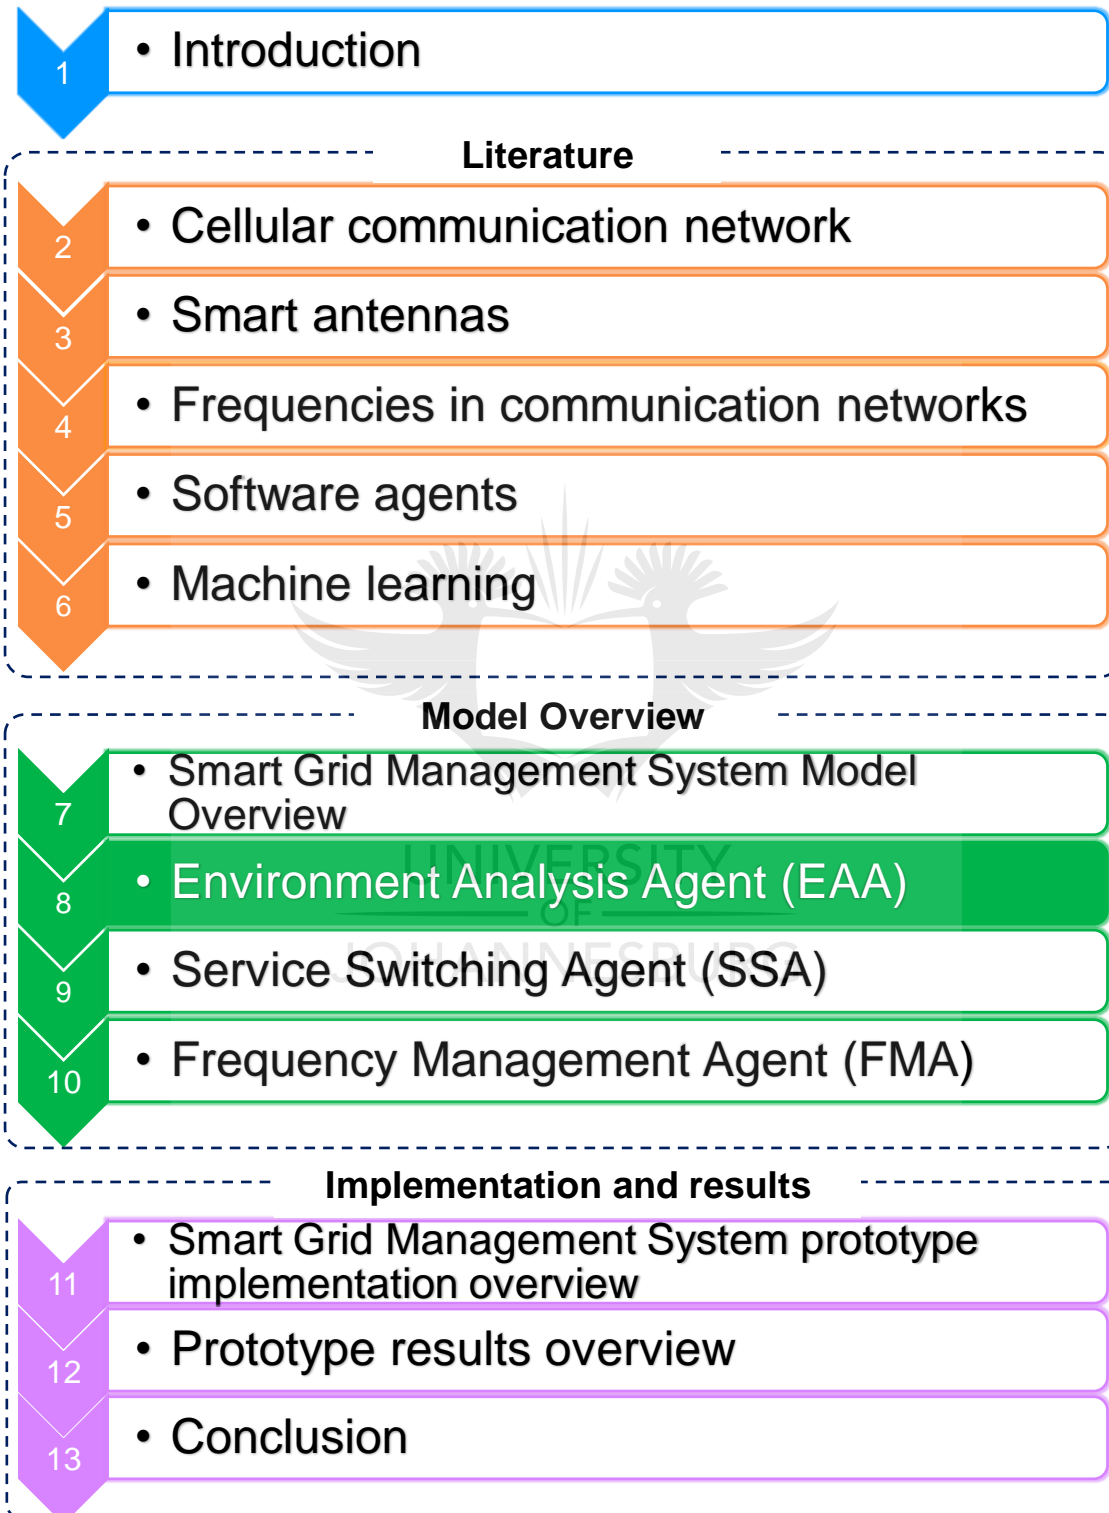 1
• Introduction
Literature
2
• Cellular communication network
3
• Smart antennas
4
• Frequencies in communication networks
5
• Software agents
6
• Machine learning
Model Overview
7
• Smart Grid Management System Model
Overview
8
• Environment Analysis Agent (EAA)
9
• Service Switching Agent (SSA)
10
• Frequency Management Agent (FMA)
UNIVERSITY
OF
JOHANNESBURG
Implementation and results
11
• Smart Grid Management System prototype
implementation overview
12
• Prototype results overview
13
• Conclusion